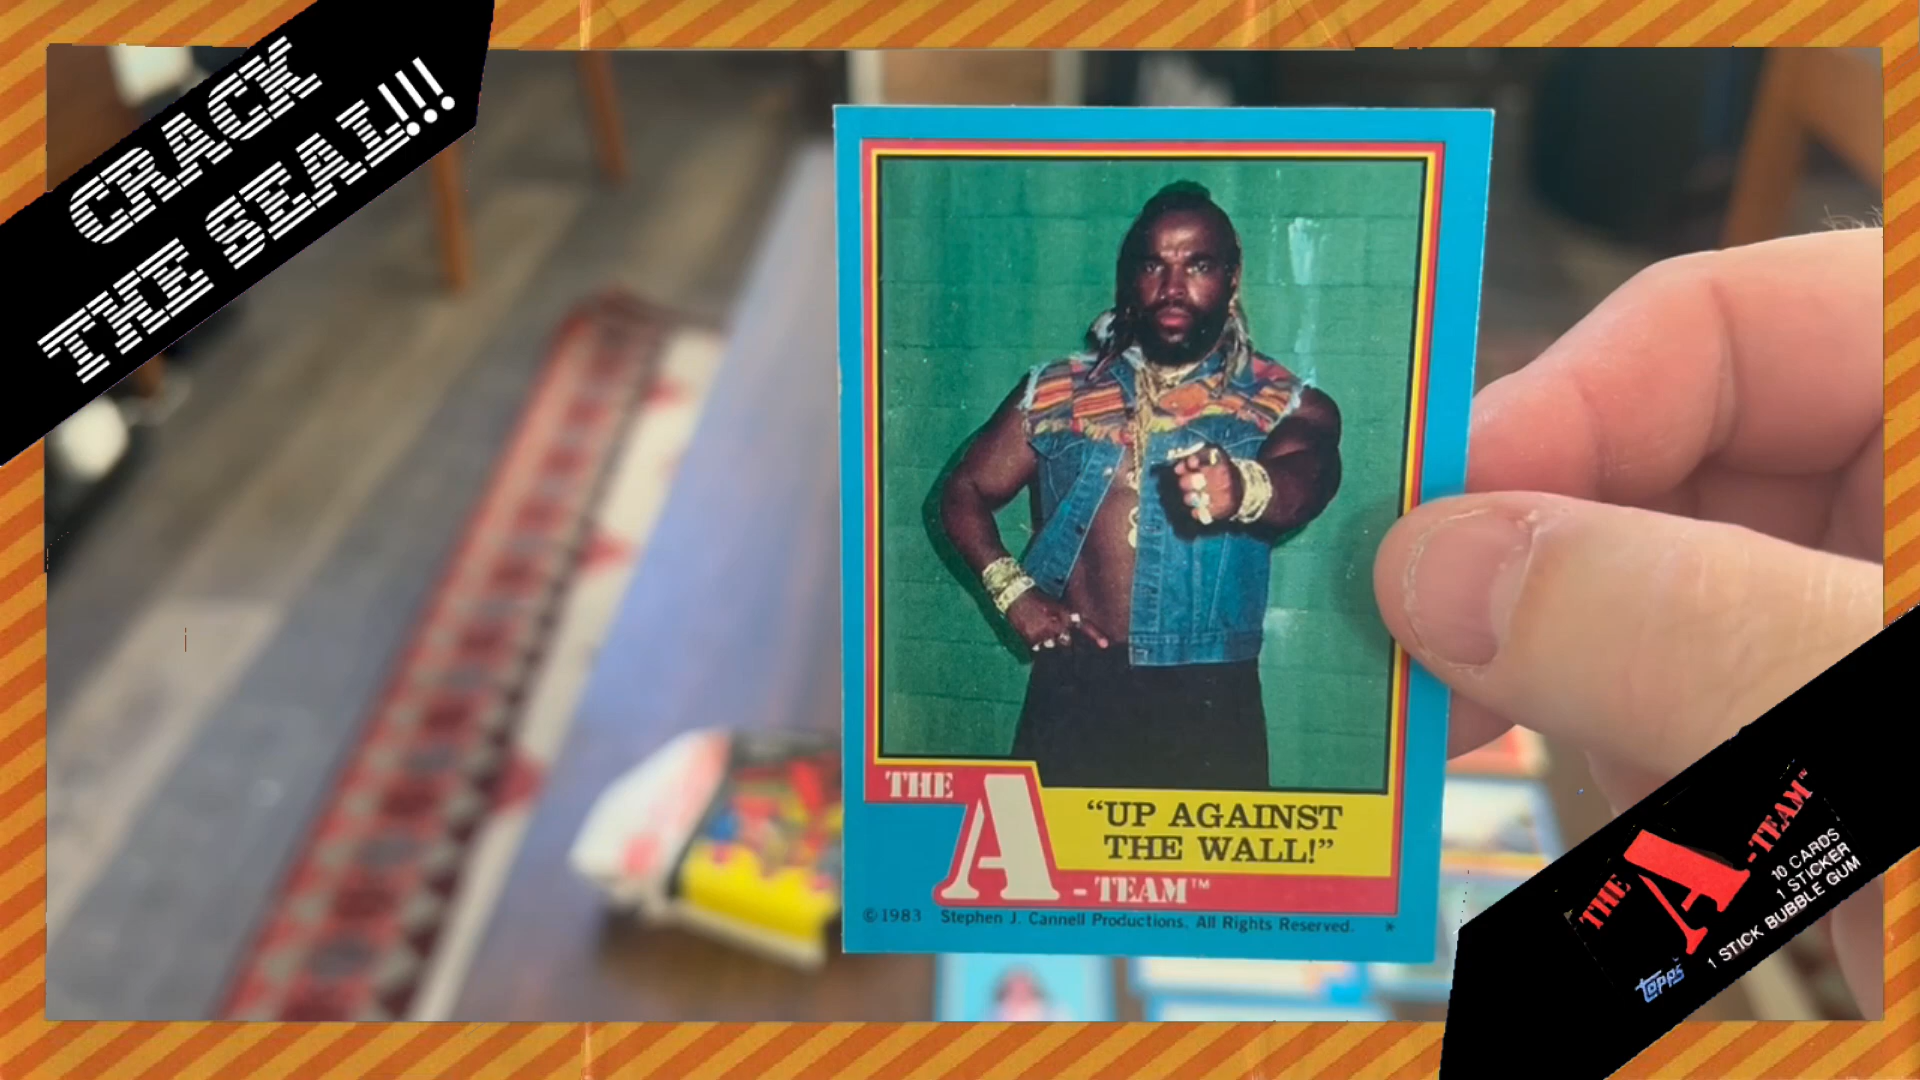 CRACK
THE SEAL!!!
THE
A
-TEAM™
"UP AGAINST
THE WALL!"
©1983 Stephen J. Cannell Productions. All Rights Reserved. *
THE A-TEAM™
10 CARDS
1 STICKER
1 STICK BUBBLE GUM
topps